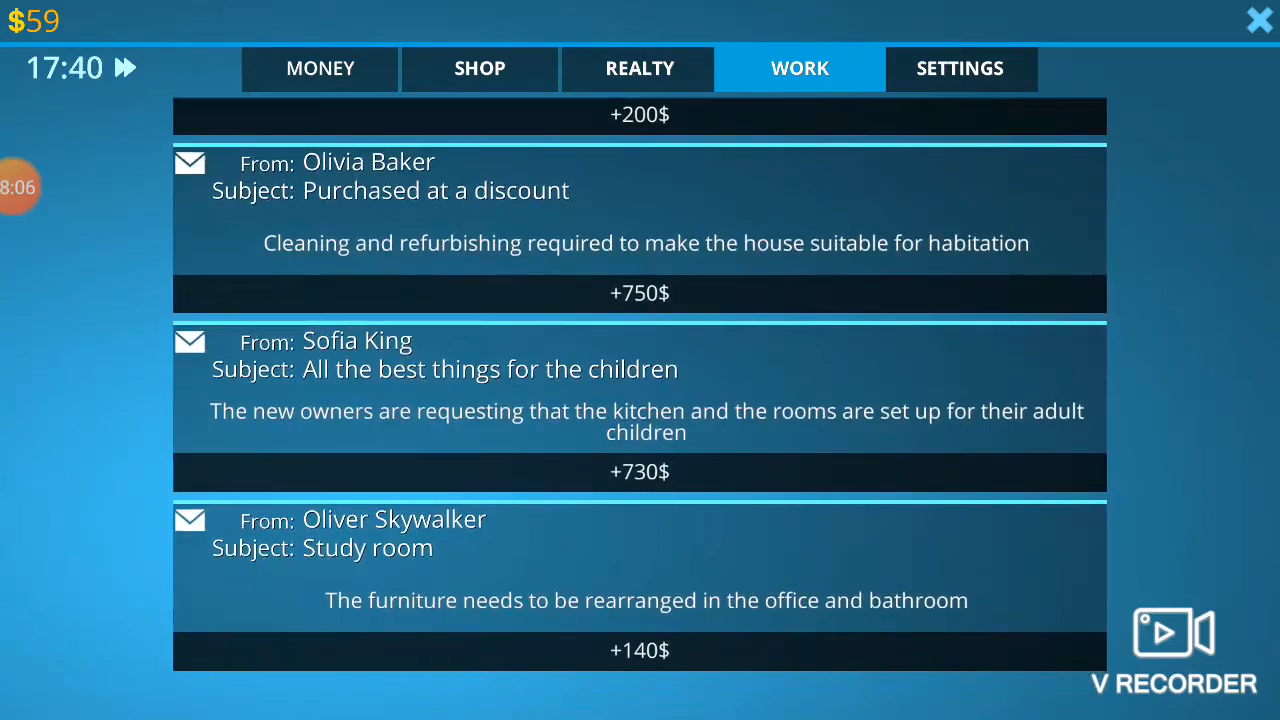 $59
17:40
MONEY
SHOP
REALTY
WORK
SETTINGS
+200$
From: Olivia Baker
Subject: Purchased at a discount
Cleaning and refurbishing required to make the house suitable for habitation
+750$
8:06
From: Sofia King
Subject: All the best things for the children
The new owners are requesting that the kitchen and the rooms are set up for their adult
children
+730$
From: Oliver Skywalker
Subject: Study room
The furniture needs to be rearranged in the office and bathroom
+140$
V RECORDER